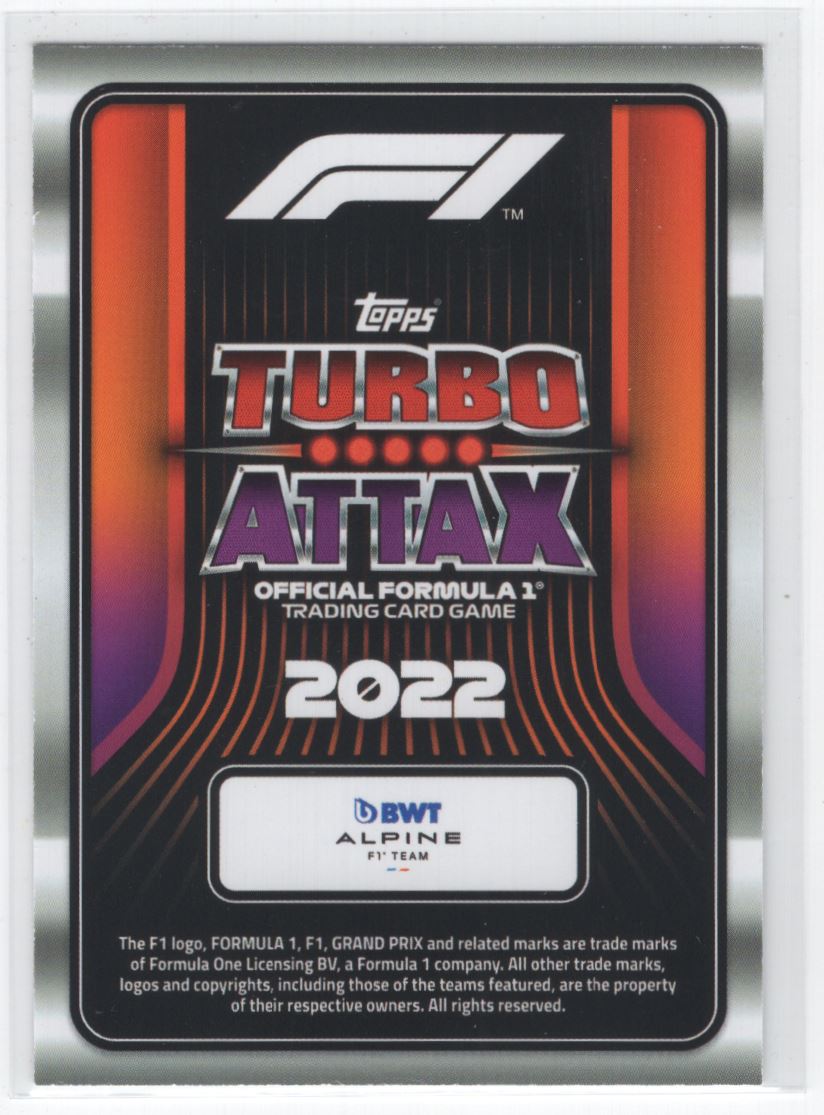 F1
TM
Topps®
TURBO
ATTAX
OFFICIAL FORMULA 1®
TRADING CARD GAME
2022
BWT
ALPINE
F1® TEAM
The F1 logo, FORMULA 1, F1, GRAND PRIX and related marks are trade marks
of Formula One Licensing BV, a Formula 1 company. All other trade marks,
logos and copyrights, including those of the teams featured, are the property
of their respective owners. All rights reserved.